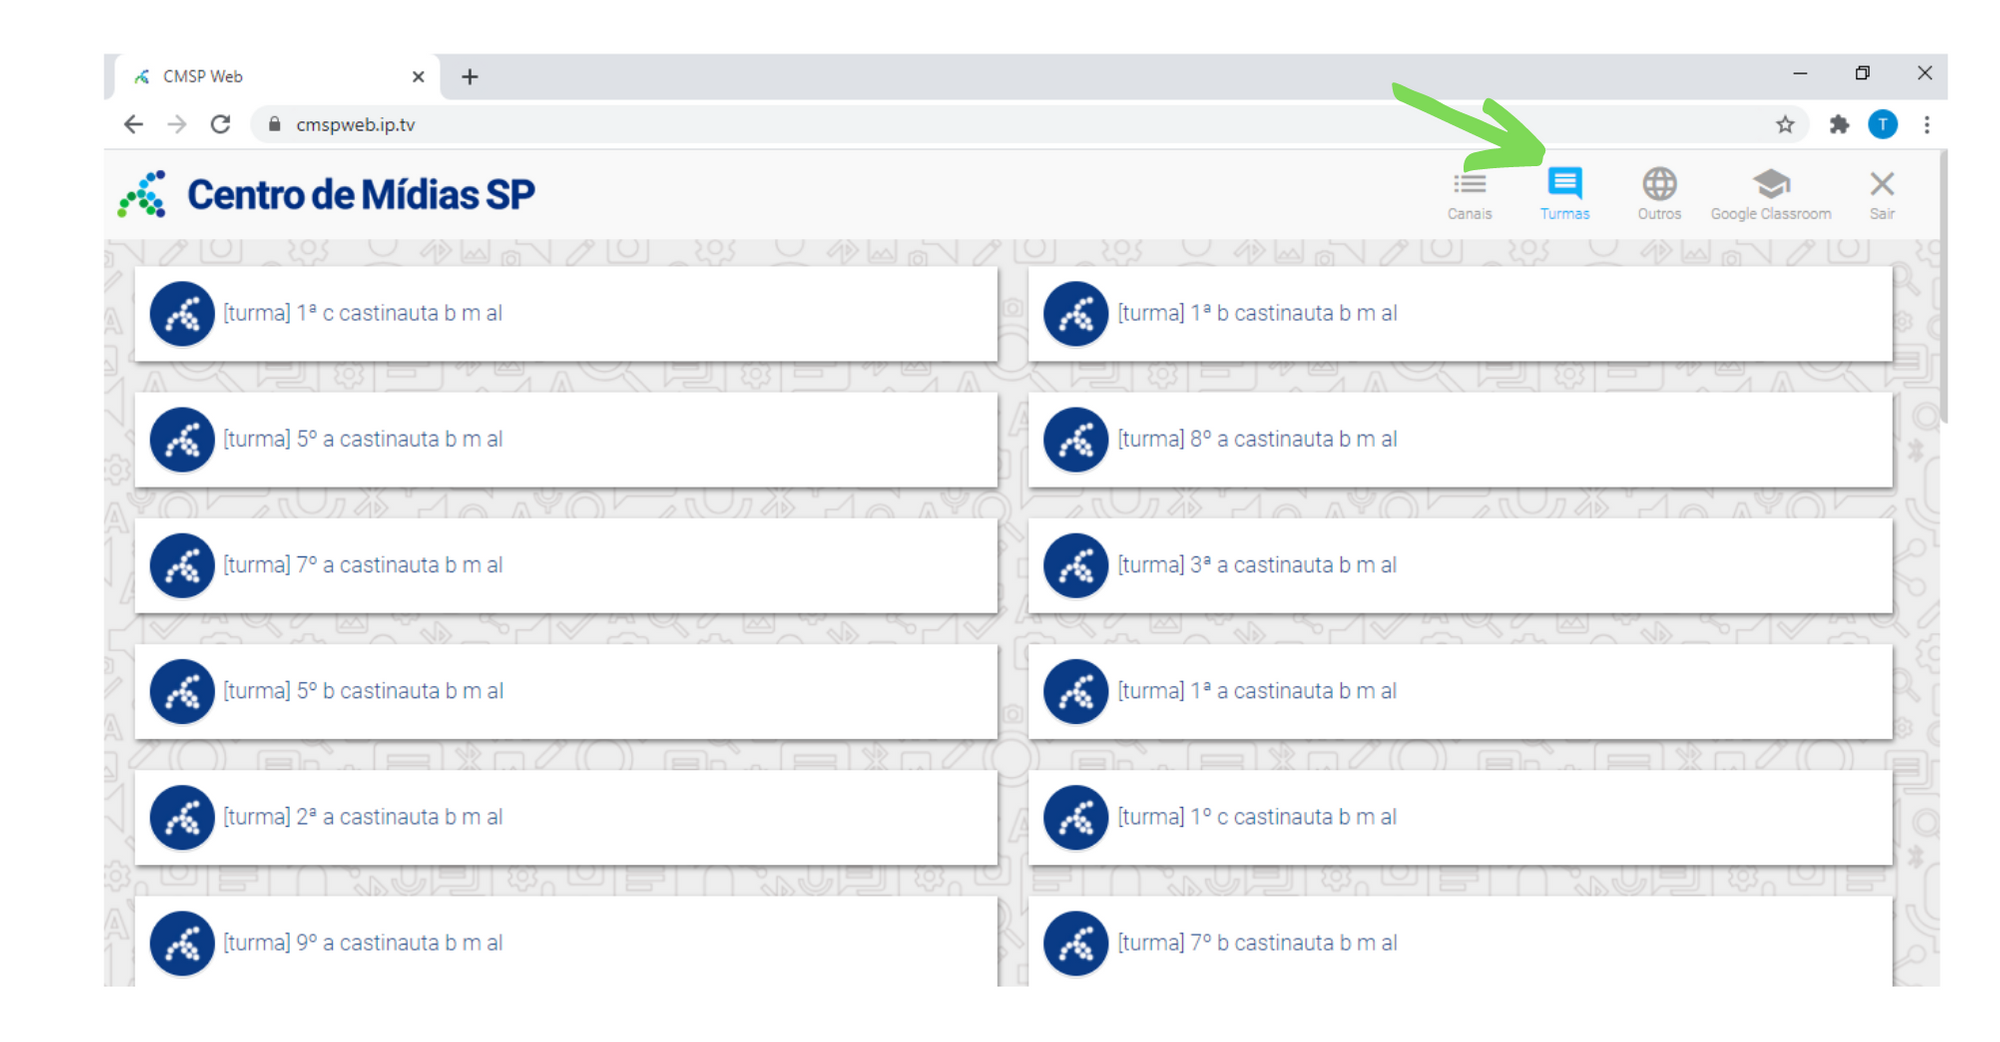 CMSP Web
cmspweb.ip.tv
T
Centro de Mídias SP
Canais
Turmas
Outros
Google Classroom
Sair
[turma] 1ª c castinauta b m al
[turma] 1ª b castinauta b m al
[turma] 5º a castinauta b m al
[turma] 8º a castinauta b m al
[turma] 7º a castinauta b m al
[turma] 3ª a castinauta b m al
[turma] 5º b castinauta b m al
[turma] 1ª a castinauta b m al
[turma] 2ª a castinauta b m al
[turma] 1º c castinauta b m al
[turma] 9º a castinauta b m al
[turma] 7º b castinauta b m al